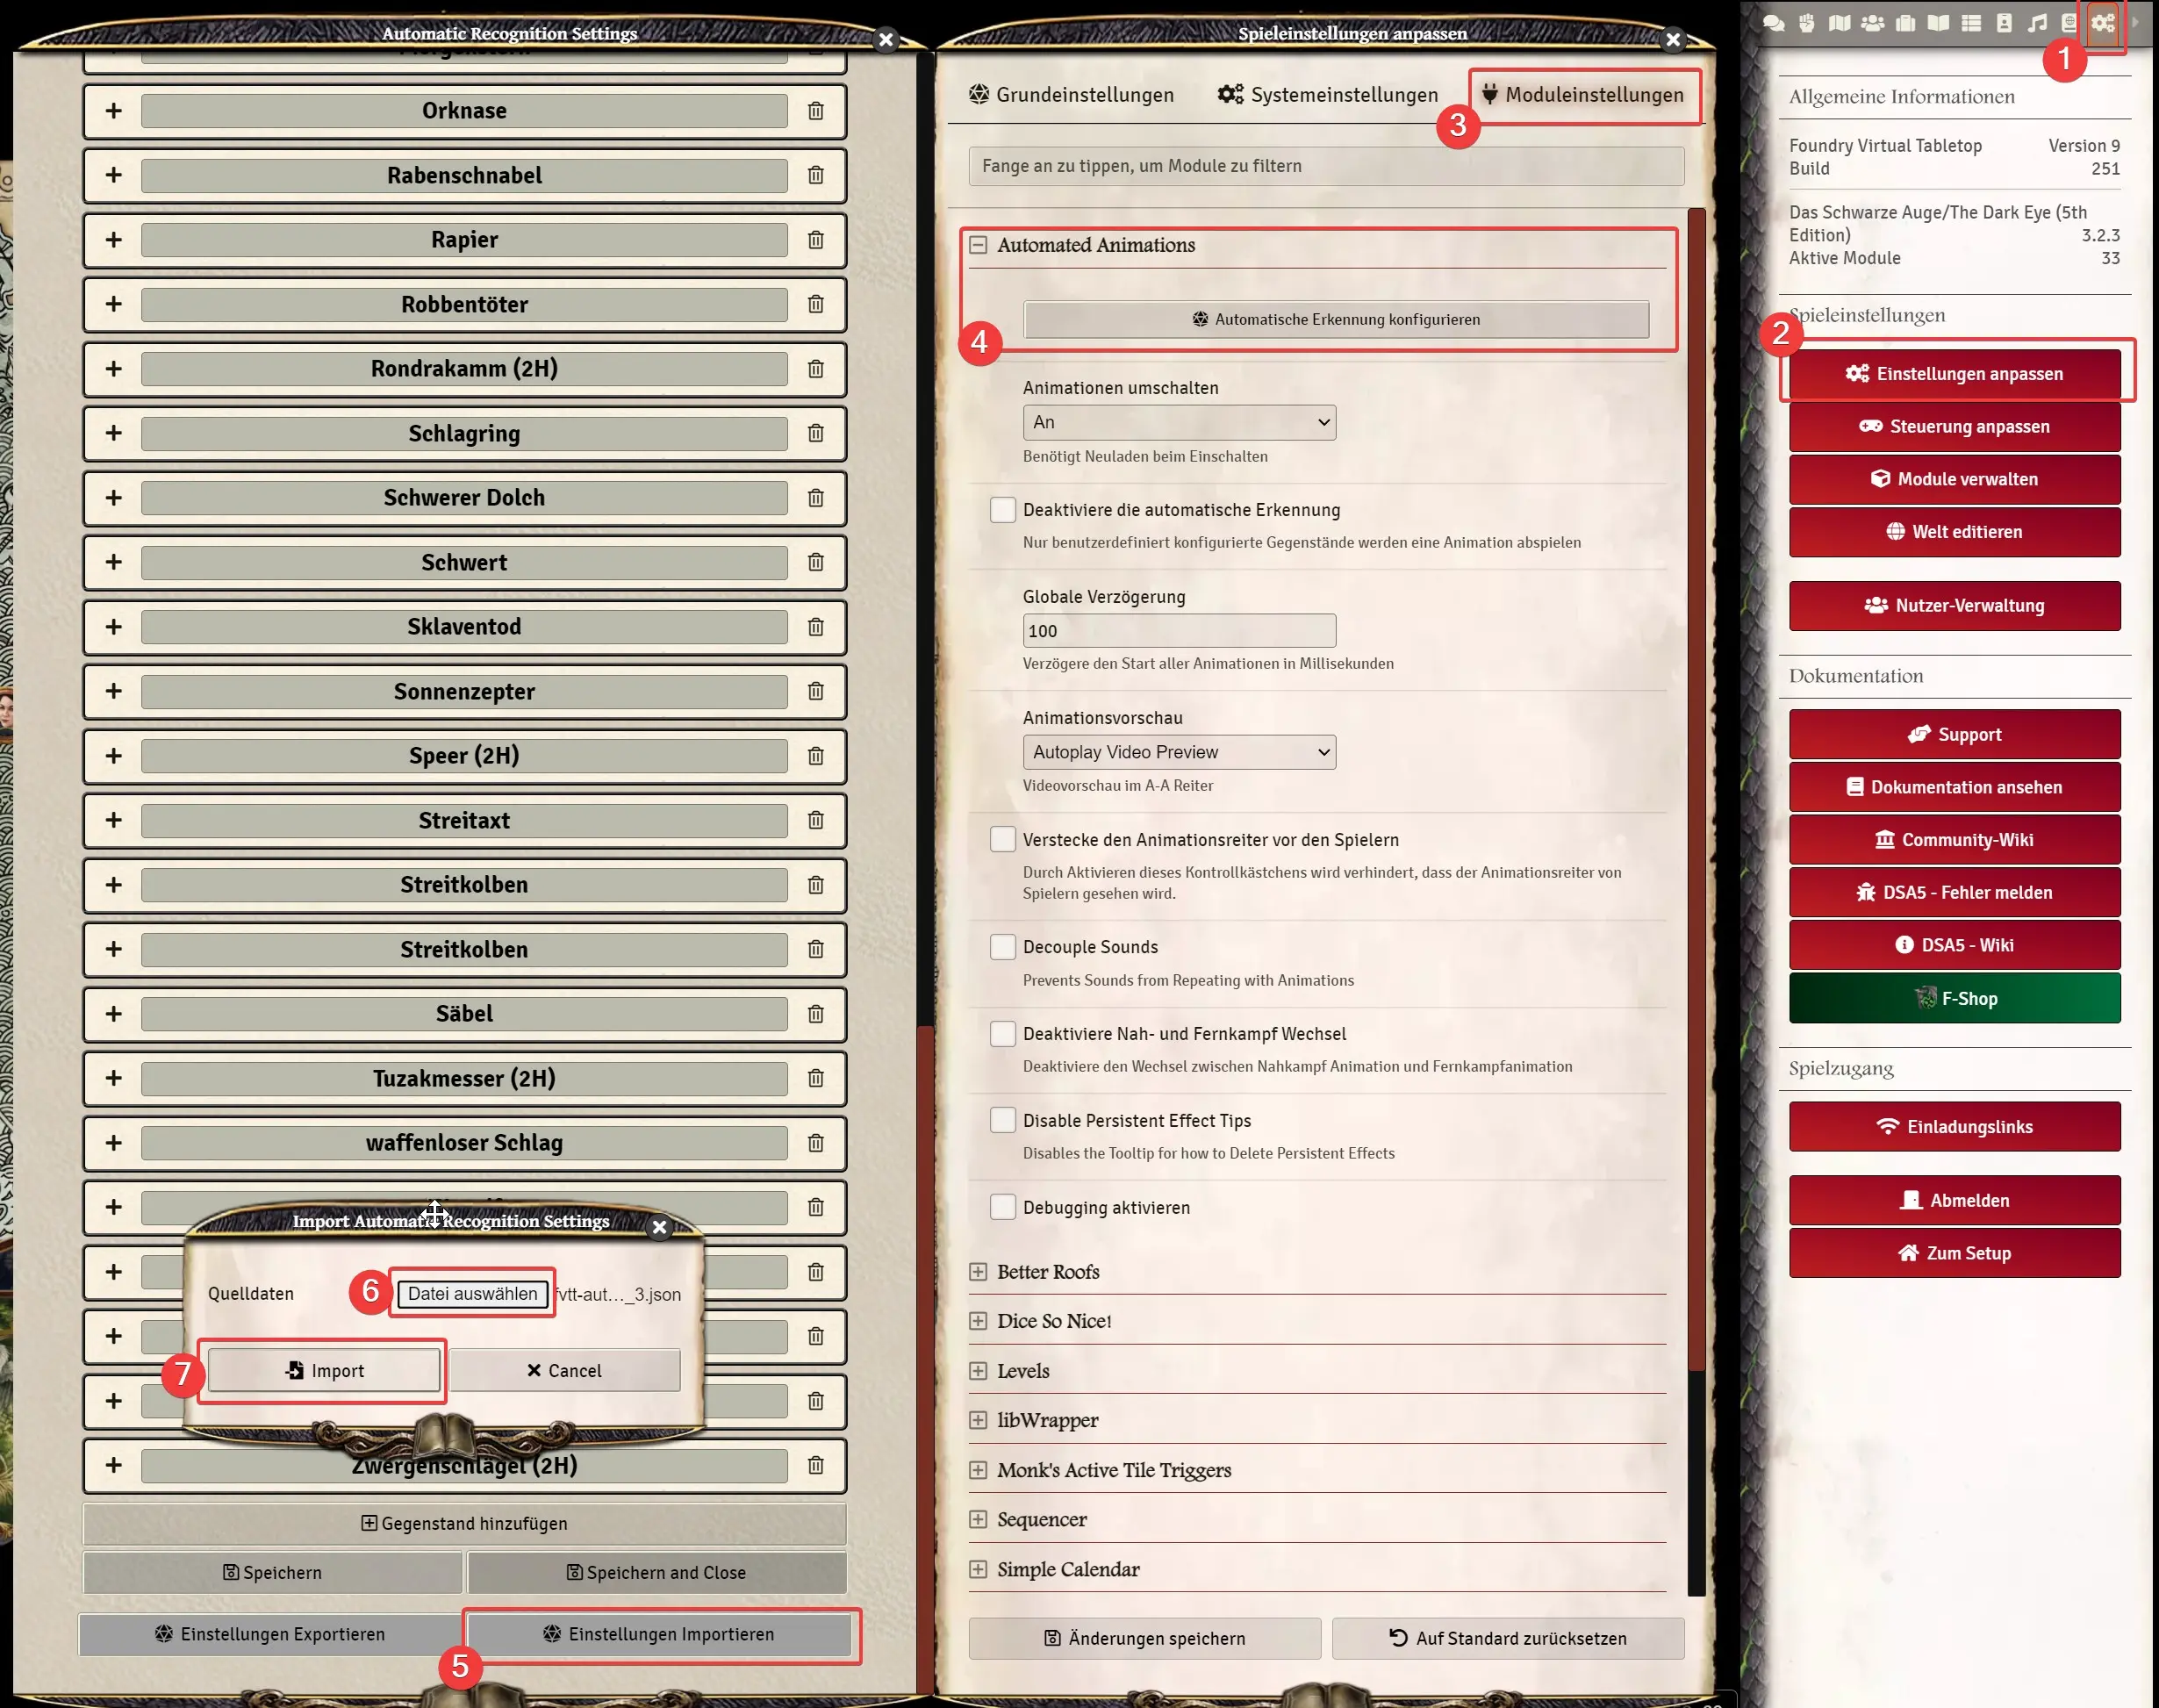 Automatic Recognition Settings
Orknase
Rabenschnabel
Rapier
Robbentöter
Rondrakamm (2H)
Schlagring
Schwerer Dolch
Schwert
Sklaventod
Sonnenzepter
Speer (2H)
Streitaxt
Streitkolben
Streitkolben
Säbel
Tuzakmesser (2H)
waffenloser Schlag
Import Automatic Recognition Settings
Quelldaten
6
Datei auswählen
fvtt-aut…_3.json
7
Import
Cancel
Zwergenschlägel (2H)
Gegenstand hinzufügen
Speichern
Speichern and Close
Einstellungen Exportieren
Einstellungen Importieren
5
Spieleinstellungen anpassen
Grundeinstellungen
Systemeinstellungen
Moduleinstellungen
3
Fange an zu tippen, um Module zu filtern
Automated Animations
Automatische Erkennung konfigurieren
4
Animationen umschalten
An
Benötigt Neuladen beim Einschalten
Deaktiviere die automatische Erkennung
Nur benutzerdefiniert konfigurierte Gegenstände werden eine Animation abspielen
Globale Verzögerung
100
Verzögere den Start aller Animationen in Millisekunden
Animationsvorschau
Autoplay Video Preview
Videovorschau im A-A Reiter
Verstecke den Animationsreiter vor den Spielern
Durch Aktivieren dieses Kontrollkästchens wird verhindert, dass der Animationsreiter von
Spielern gesehen wird.
Decouple Sounds
Prevents Sounds from Repeating with Animations
Deaktiviere Nah- und Fernkampf Wechsel
Deaktiviere den Wechsel zwischen Nahkampf Animation und Fernkampfanimation
Disable Persistent Effect Tips
Disables the Tooltip for how to Delete Persistent Effects
Debugging aktivieren
Better Roofs
Dice So Nice!
Levels
libWrapper
Monk's Active Tile Triggers
Sequencer
Simple Calendar
Änderungen speichern
Auf Standard zurücksetzen
1
Allgemeine Informationen
Foundry Virtual Tabletop Version 9
Build 251
Das Schwarze Auge/The Dark Eye (5th
Edition) 3.2.3
Aktive Module 33
Spieleinstellungen
2
Einstellungen anpassen
Steuerung anpassen
Module verwalten
Welt editieren
Nutzer-Verwaltung
Dokumentation
Support
Dokumentation ansehen
Community-Wiki
DSA5 - Fehler melden
DSA5 - Wiki
F-Shop
Spielzugang
Einladungslinks
Abmelden
Zum Setup